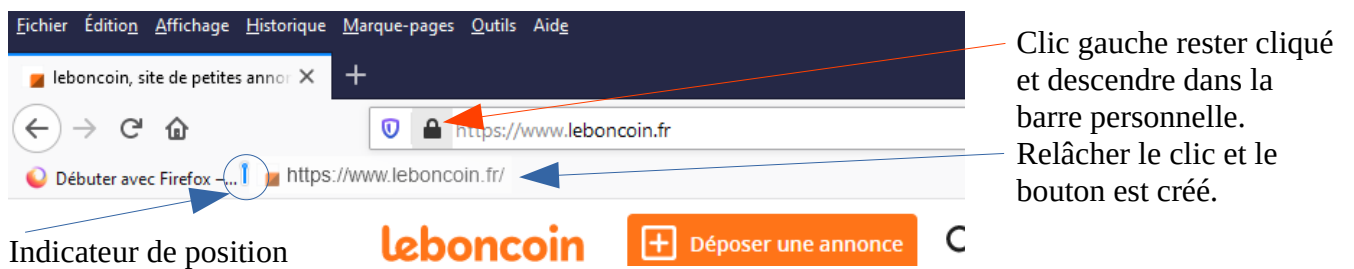 Fichier Édition Affichage Historique Marque-pages Outils Aide
leboncoin, site de petites annor
https://www.leboncoin.fr
Débuter avec Firefox –...
https://www.leboncoin.fr/
Clic gauche rester cliqué
et descendre dans la
barre personnelle.
Relâcher le clic et le
bouton est créé.
Indicateur de position
leboncoin
Déposer une annonce